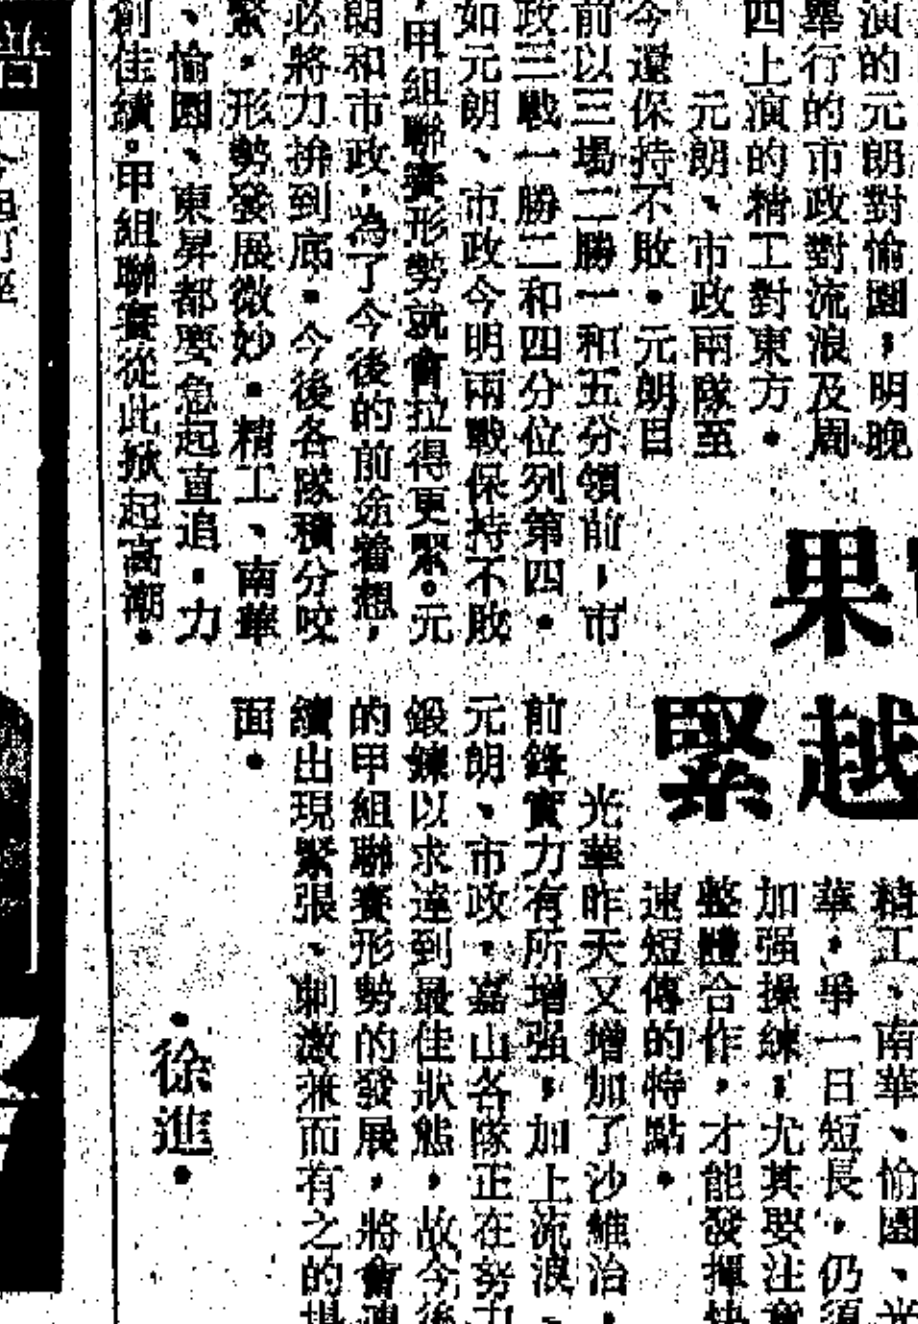 果
越
緊
演的元朗對愉園，明晚
舉行的市政對流浪及周
四上演的精工對東方。
元朗、市政兩隊至
今還保持不敗。元朗目
前以三場二勝一和五分領前，市
政三戰一勝二和四分位列第四。
如元朗、市政今明兩戰保持不敗
，甲組聯賽形勢就會拉得更緊。元
朗和市政，為了今後的前途着想，
必將力拚到底。今後各隊積分咬
緊，形勢發展微妙。精工、南華
、愉園、東昇都要急起直追，力
創佳績。甲組聯賽從此掀起高潮。
精工、南華、愉園、光
華，爭一日短長，仍須
加强操練，尤其要注意
整體合作，才能發揮快
速短傳的特點。
光華昨天又增加了沙維治，
前鋒實力有所增强，加上流浪、
元朗、市政、嘉山各隊正在努力
鍛鍊以求達到最佳狀態，故今後
的甲組聯賽形勢的發展，將會連
續出現緊張、刺激兼而有之的場
面。
・徐進・